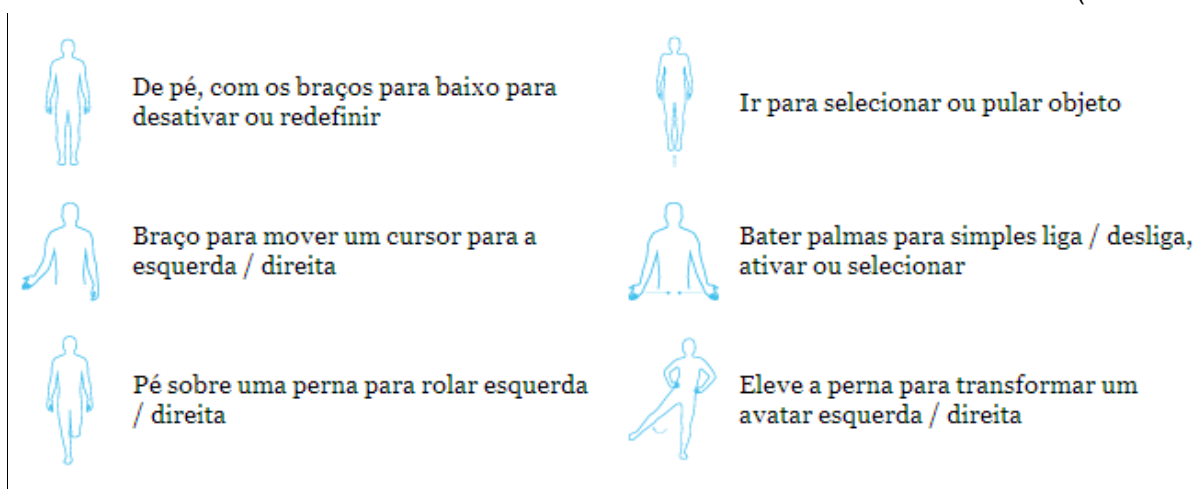 De pé, com os braços para baixo para
desativar ou redefinir
Ir para selecionar ou pular objeto
Braço para mover um cursor para a
esquerda / direita
Bater palmas para simples liga / desliga,
ativar ou selecionar
Pé sobre uma perna para rolar esquerda
/ direita
Eleve a perna para transformar um
avatar esquerda / direita